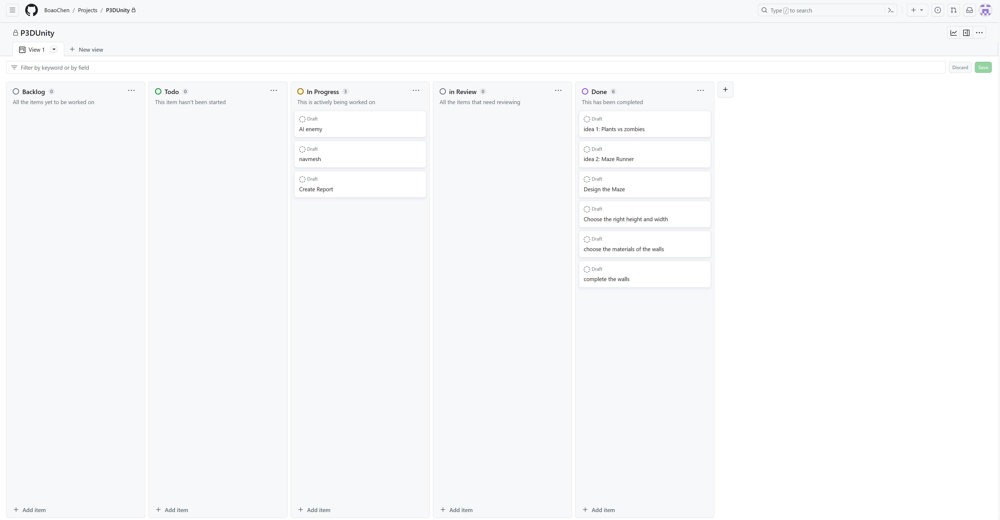 BoaoChen / Projects / P3DUnity
Type / to search
P3DUnity
View 1
New view
Filter by keyword or by field
Discard
Save
Backlog 0
All the items yet to be worked on
Add item
Todo 0
This item hasn't been started
Add item
In Progress 3
This is actively being worked on
Draft
AI enemy
Draft
navmesh
Draft
Create Report
Add item
in Review 0
All the items that need reviewing
Add item
Done 6
This has been completed
Draft
idea 1: Plants vs zombies
Draft
idea 2: Maze Runner
Draft
Design the Maze
Draft
Choose the right height and width
Draft
choose the materials of the walls
Draft
complete the walls
Add item